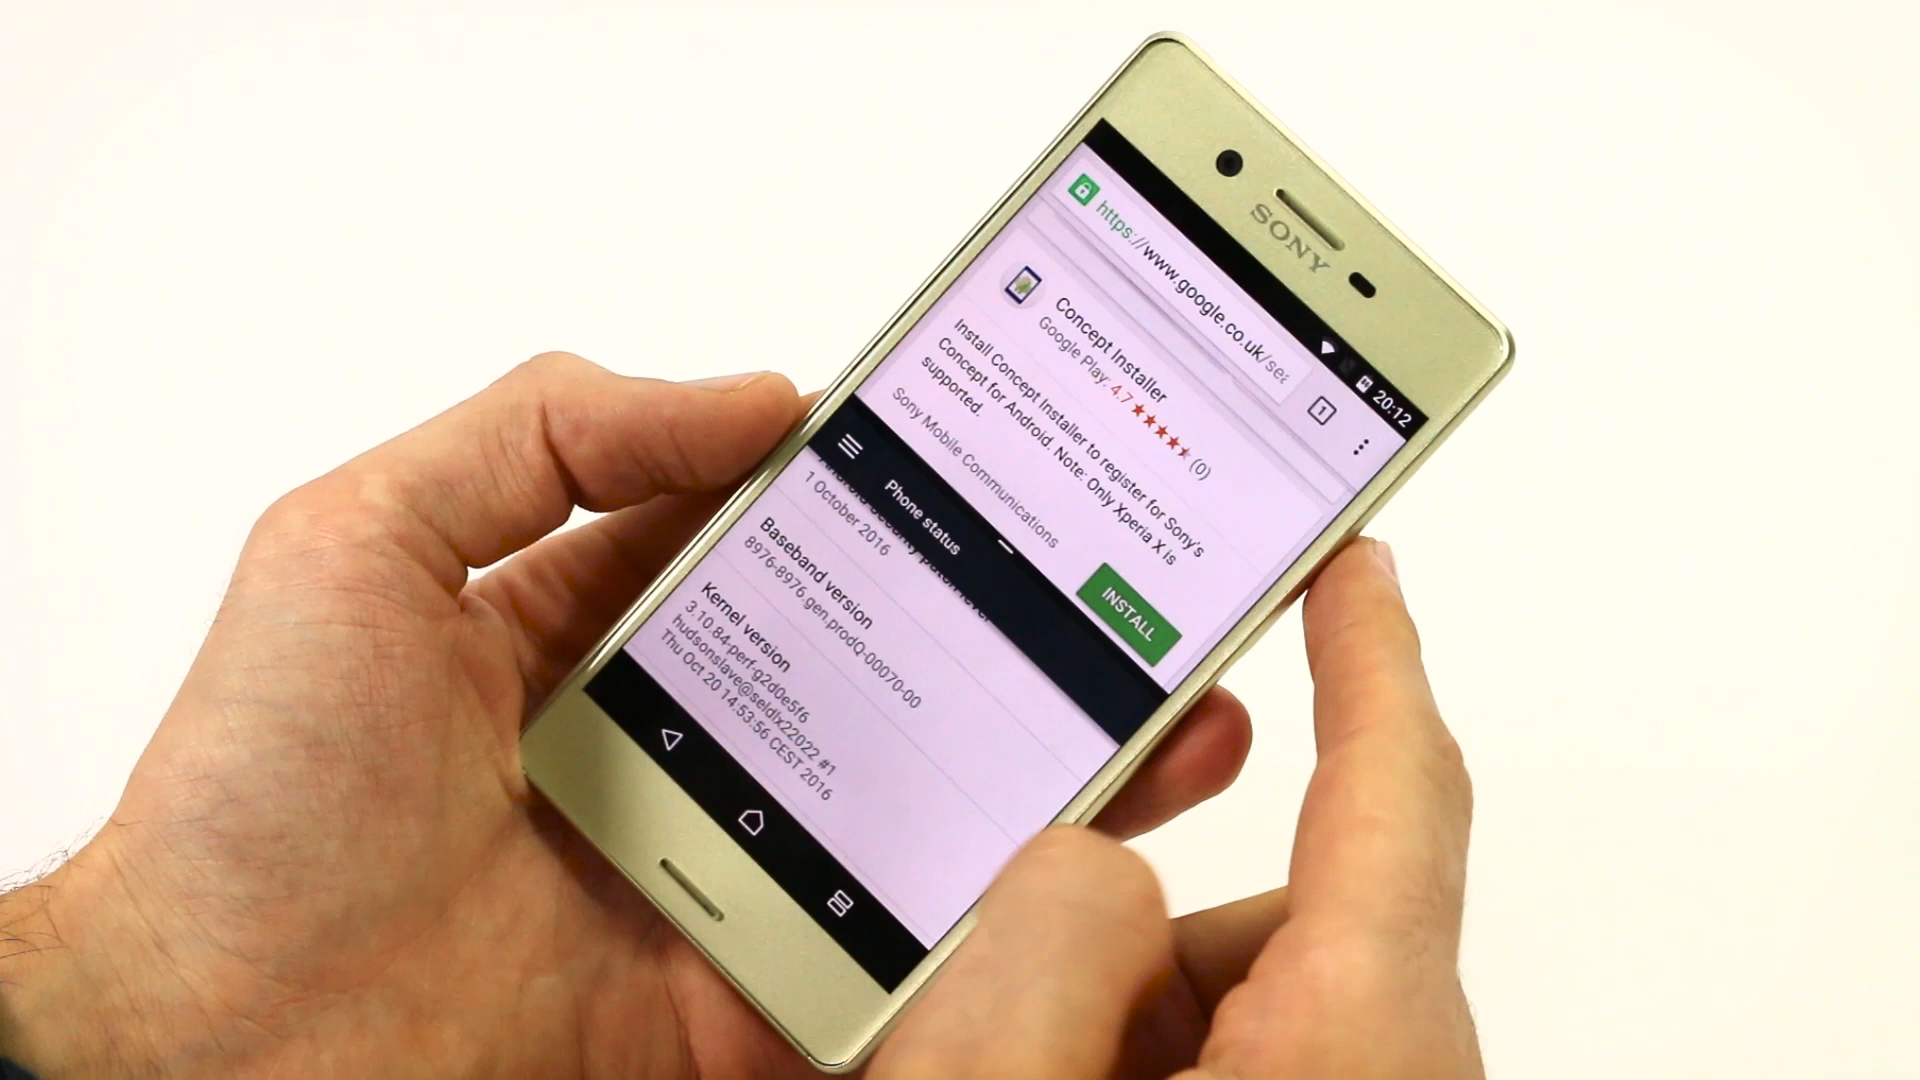 SONY
20:12
https://www.google.co.uk/sea
1
Concept Installer
Google Play: 4.7 ★★★★★ (0)
Install Concept Installer to register for Sony's
Concept for Android. Note: Only Xperia X is
supported.
Sony Mobile Communications
INSTALL
Phone status
1 October 2016
Baseband version
8976-8976.gen.prodQ-00070-00
Kernel version
3.10.84-perf-g2d0e5f6
hudsonslave@seldlx22022 #1
Thu Oct 20 14:53:56 CEST 2016